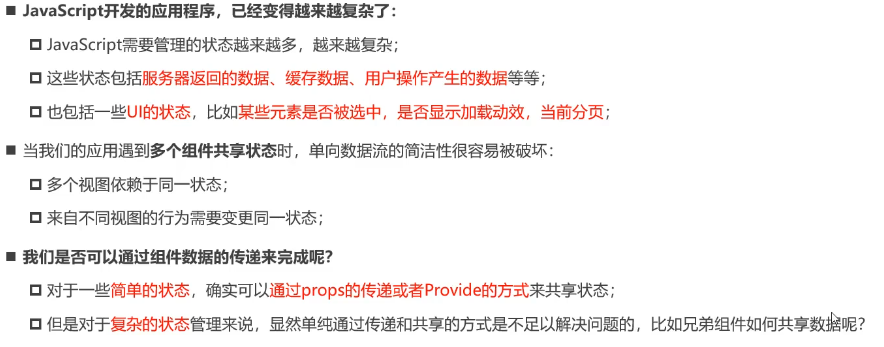 JavaScript开发的应用程序，已经变得越来越复杂了：
JavaScript需要管理的状态越来越多，越来越复杂；
这些状态包括服务器返回的数据、缓存数据、用户操作产生的数据等等；
也包括一些UI的状态，比如某些元素是否被选中，是否显示加载动效，当前分页；
当我们的应用遇到多个组件共享状态时，单向数据流的简洁性很容易被破坏：
多个视图依赖于同一状态；
来自不同视图的行为需要变更同一状态；
我们是否可以通过组件数据的传递来完成呢？
对于一些简单的状态，确实可以通过props的传递或者Provide的方式来共享状态；
但是对于复杂的状态管理来说，显然单纯通过传递和共享的方式是不足以解决问题的，比如兄弟组件如何共享数据呢？